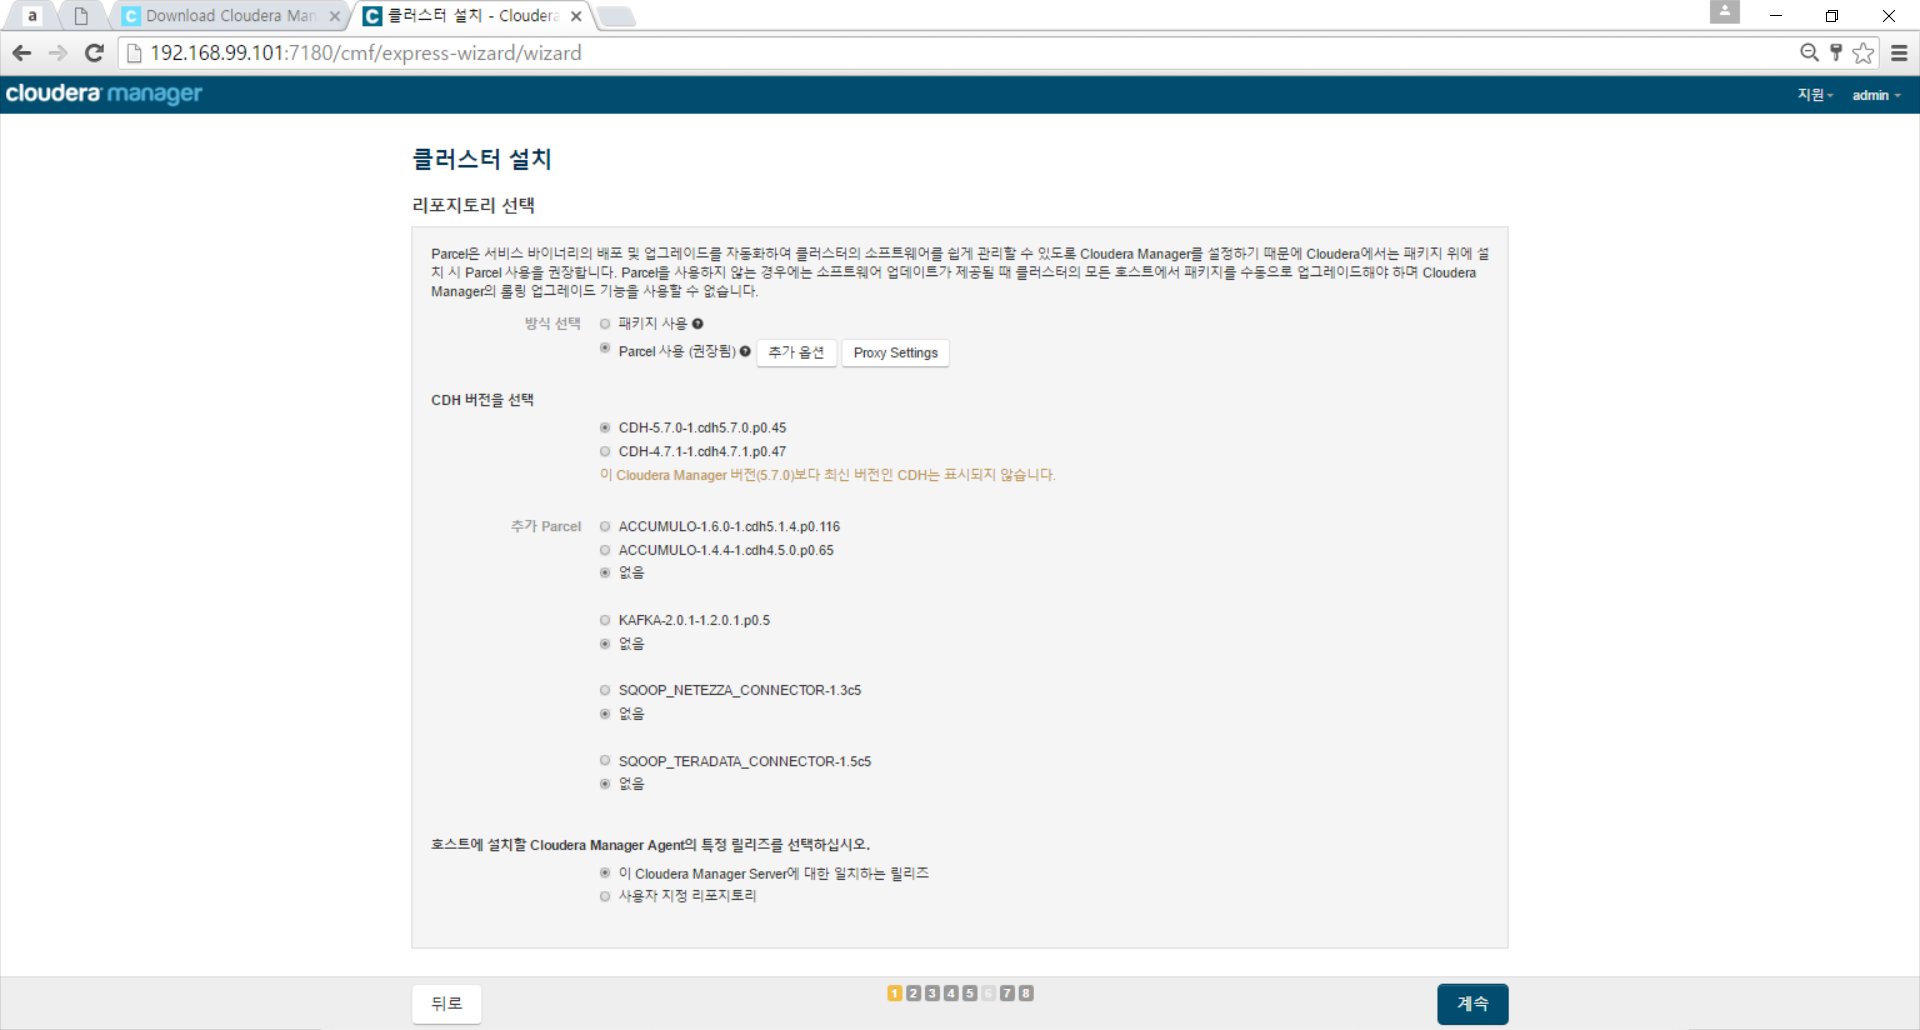 a
Download Cloudera Man
클러스터 설치 - Cloudera
192.168.99.101:7180/cmf/express-wizard/wizard
cloudera manager
지원
admin
클러스터 설치
리포지토리 선택
Parcel은 서비스 바이너리의 배포 및 업그레이드를 자동화하여 클러스터의 소프트웨어를 쉽게 관리할 수 있도록 Cloudera Manager를 설정하기 때문에 Cloudera에서는 패키지 위에 설
치 시 Parcel 사용을 권장합니다. Parcel을 사용하지 않는 경우에는 소프트웨어 업데이트가 제공될 때 클러스터의 모든 호스트에서 패키지를 수동으로 업그레이드해야 하며 Cloudera
Manager의 롤링 업그레이드 기능을 사용할 수 없습니다.
방식 선택 패키지 사용
Parcel 사용 (권장됨) 추가 옵션 Proxy Settings
CDH 버전을 선택
CDH-5.7.0-1.cdh5.7.0.p0.45
CDH-4.7.1-1.cdh4.7.1.p0.47
이 Cloudera Manager 버전(5.7.0)보다 최신 버전인 CDH는 표시되지 않습니다.
추가 Parcel ACCUMULO-1.6.0-1.cdh5.1.4.p0.116
ACCUMULO-1.4.4-1.cdh4.5.0.p0.65
없음
KAFKA-2.0.1-1.2.0.1.p0.5
없음
SQOOP_NETEZZA_CONNECTOR-1.3c5
없음
SQOOP_TERADATA_CONNECTOR-1.5c5
없음
호스트에 설치할 Cloudera Manager Agent의 특정 릴리즈를 선택하십시오.
이 Cloudera Manager Server에 대한 일치하는 릴리즈
사용자 지정 리포지토리
뒤로
1 2 3 4 5 6 7 8
계속